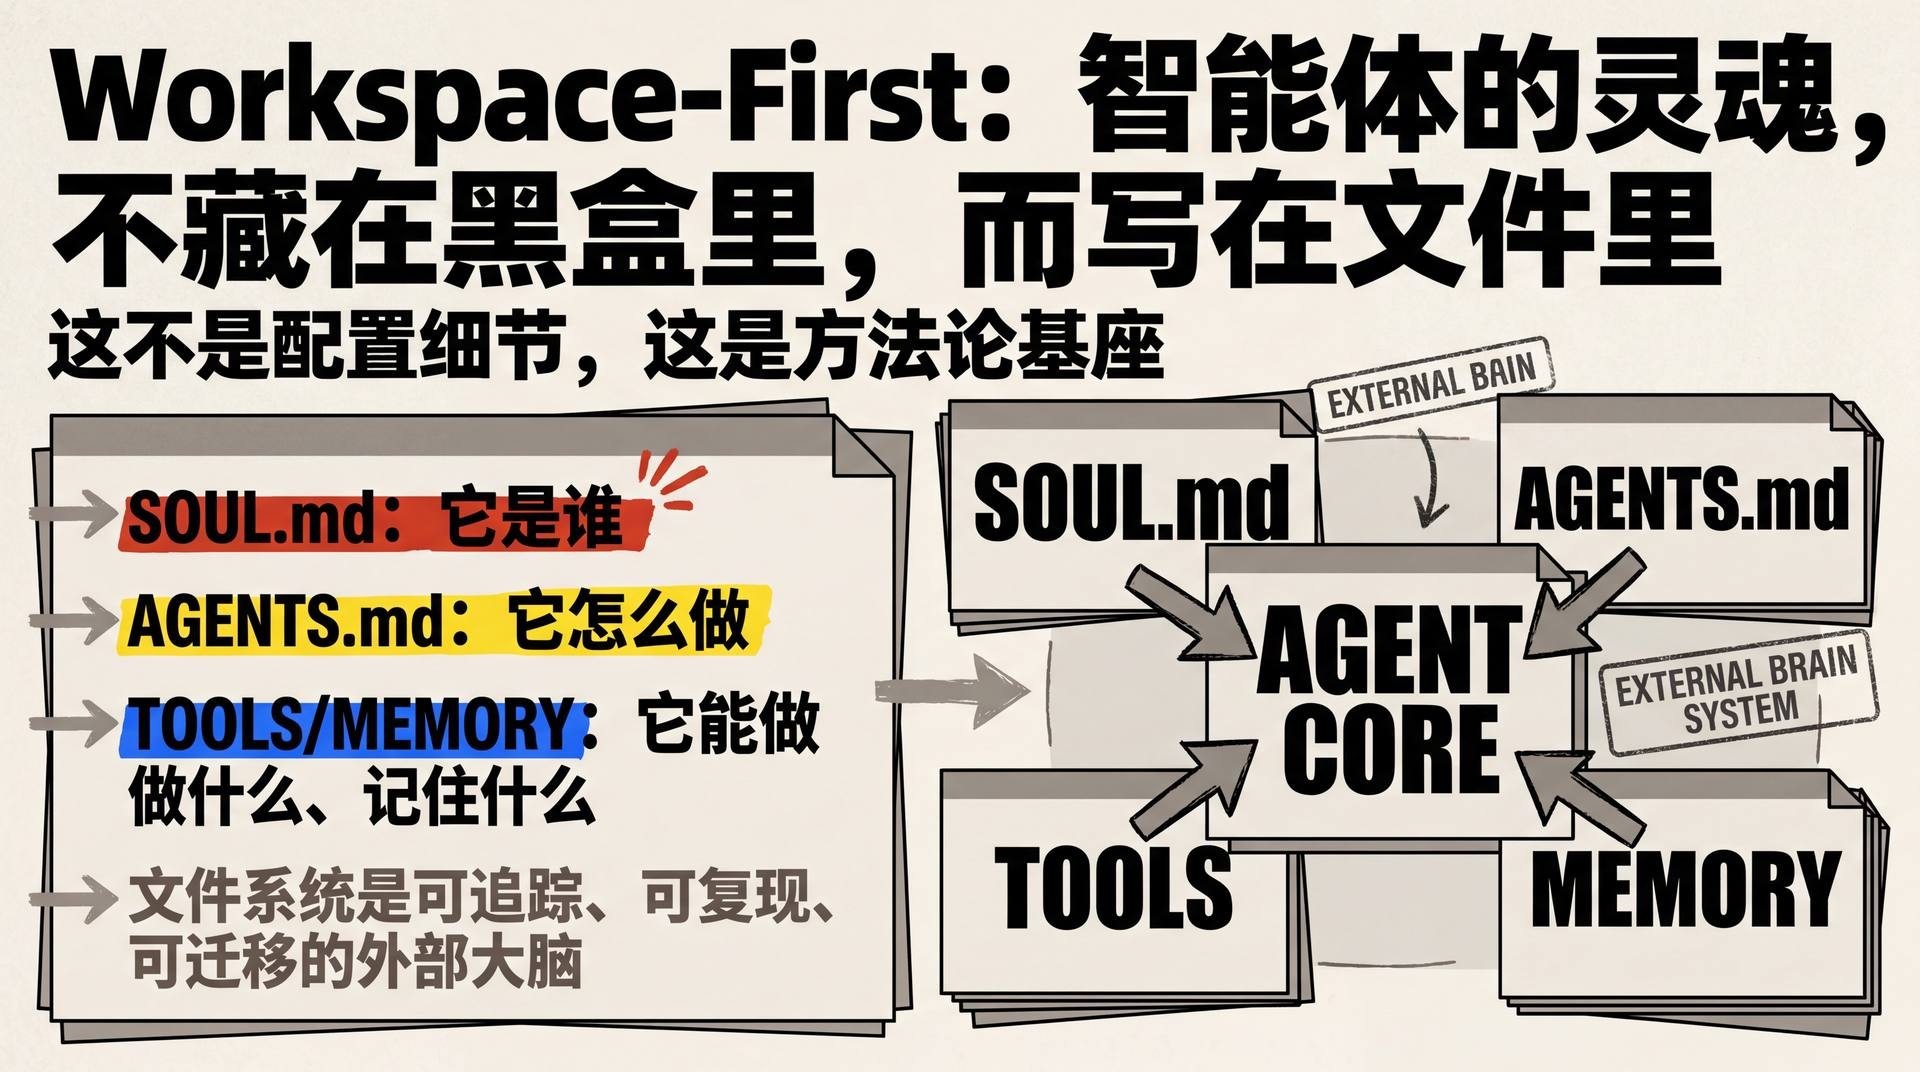 Workspace-First：智能体的灵魂，
不藏在黑盒里，而写在文件里
这不是配置细节，这是方法论基座
SOUL.md：它是谁
AGENTS.md：它怎么做
TOOLS/MEMORY：它能做
做什么、记住什么
文件系统是可追踪、可复现、
可迁移的外部大脑
EXTERNAL BAIN
SOUL.md
AGENTS.md
AGENT
CORE
EXTERNAL BRAIN
SYSTEM
TOOLS
MEMORY